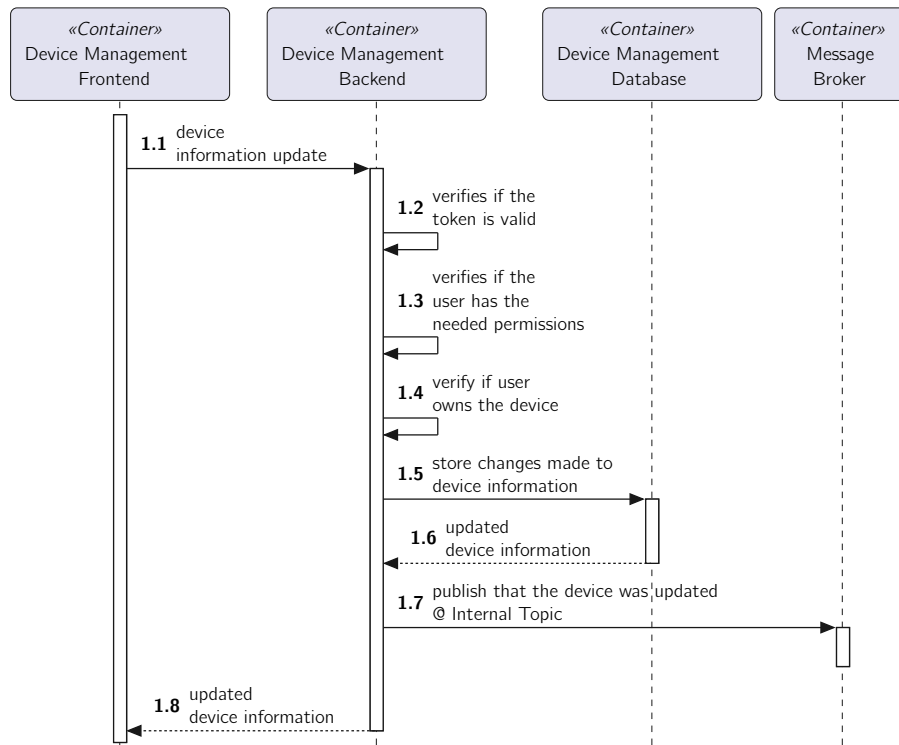 «Container»
Device Management
Frontend
«Container»
Device Management
Backend
«Container»
Device Management
Database
«Container»
Message
Broker
1.1 device
information update
1.2 verifies if the
token is valid
1.3 verifies if the
user has the
needed permissions
1.4 verify if user
owns the device
1.5 store changes made to
device information
1.6 updated
device information
1.7 publish that the device was updated
@ Internal Topic
1.8 updated
device information